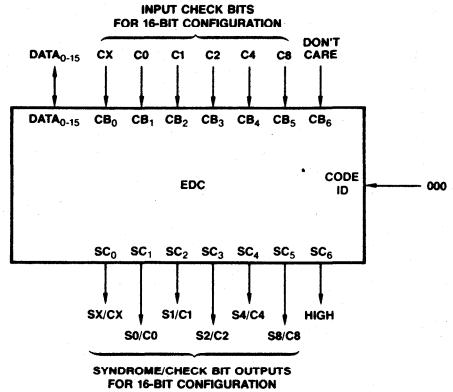 INPUT CHECK BITS
FOR 16-BIT CONFIGURATION
DATA0-15 CX C0 C1 C2 C4 C8 DON'T CARE
DATA0-15 CB0 CB1 CB2 CB3 CB4 CB5 CB6
EDC
CODE ID
000
SC0 SC1 SC2 SC3 SC4 SC5 SC6
SX/CX S1/C1 S4/C4 HIGH
S0/C0 S2/C2 S8/C8
SYNDROME/CHECK BIT OUTPUTS
FOR 16-BIT CONFIGURATION